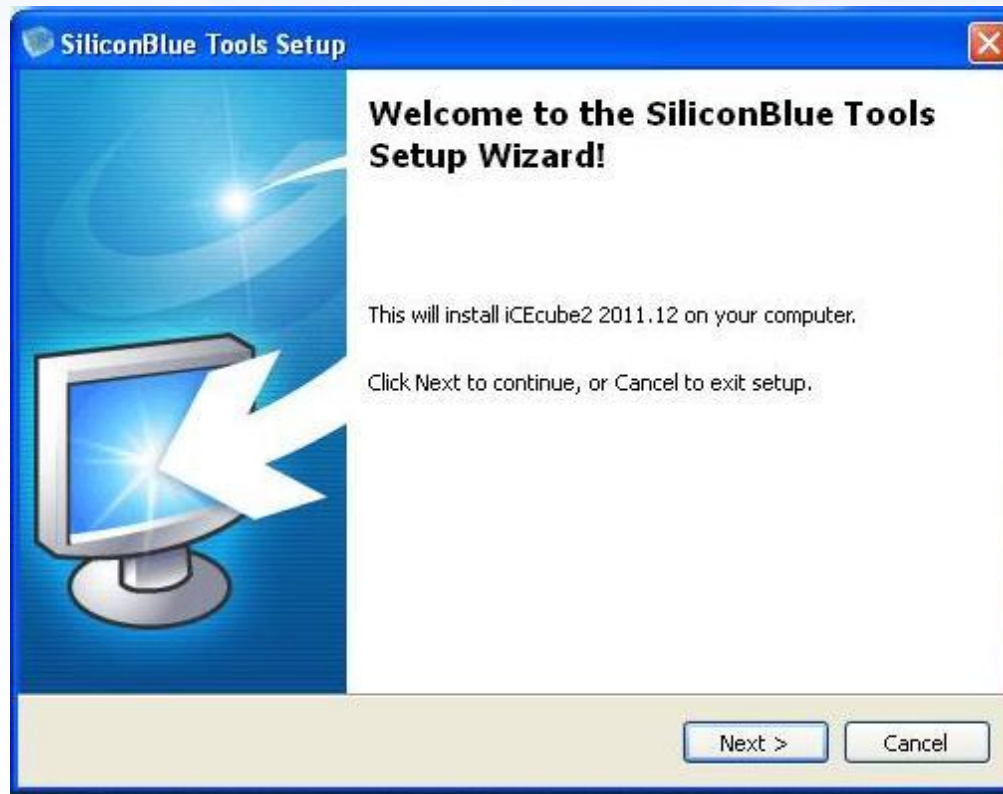 SiliconBlue Tools Setup
Welcome to the SiliconBlue Tools
Setup Wizard!
This will install iCEcube2 2011.12 on your computer.
Click Next to continue, or Cancel to exit setup.
Next >
Cancel